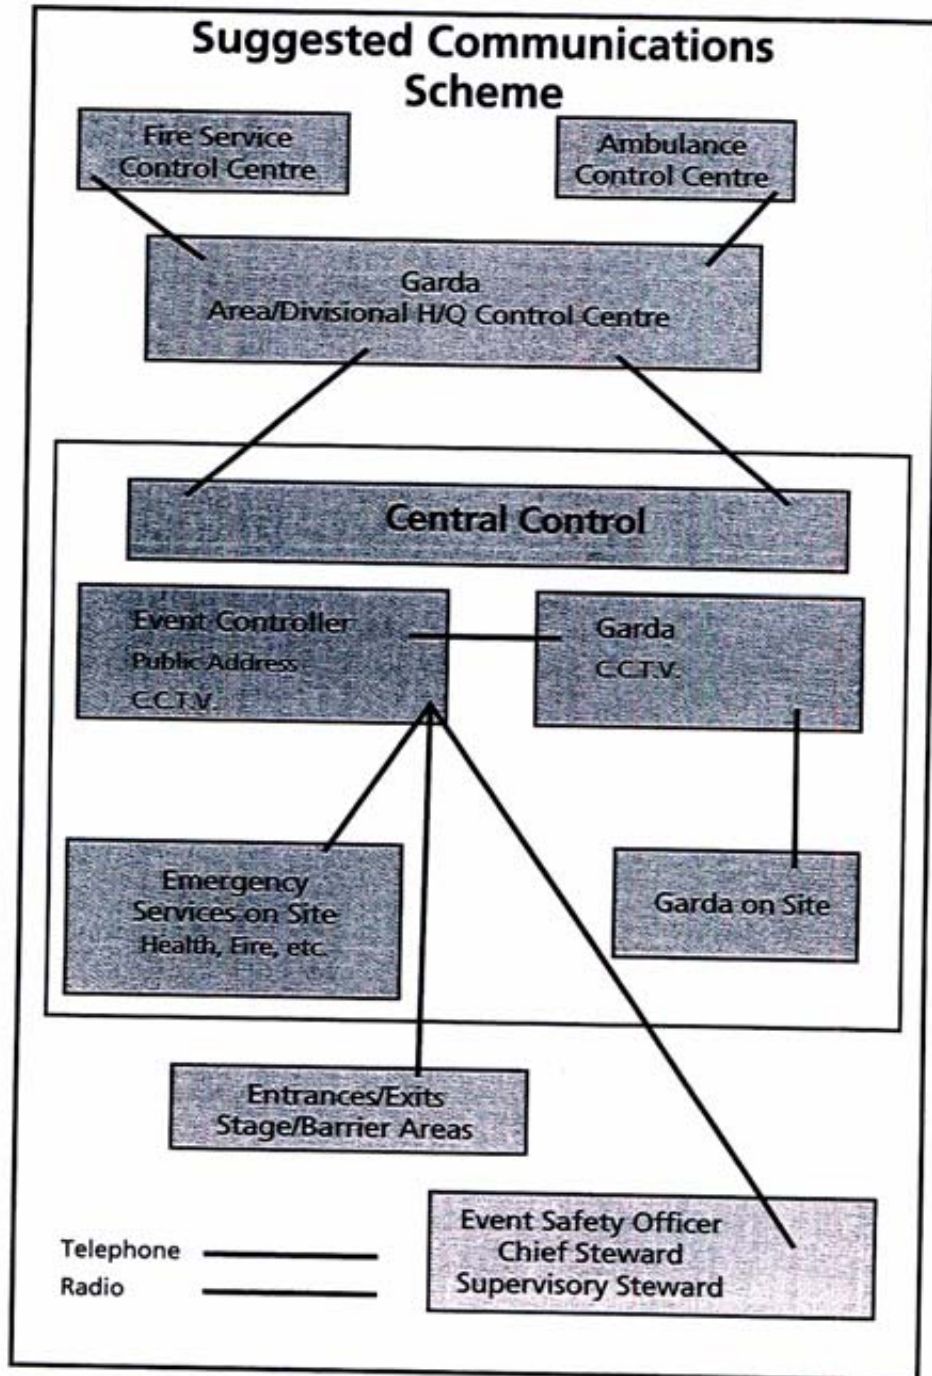 Suggested Communications
Scheme
Fire Service
Control Centre
Ambulance
Control Centre
Garda
Area/Divisional H/Q Control Centre
Central Control
Event Controller
Public Address
C.C.T.V.
Garda
C.C.T.V.
Emergency
Services on Site
Health, Fire, etc.
Garda on Site
Entrances/Exits
Stage/Barrier Areas
Event Safety Officer
Chief Steward
Supervisory Steward
Telephone
Radio